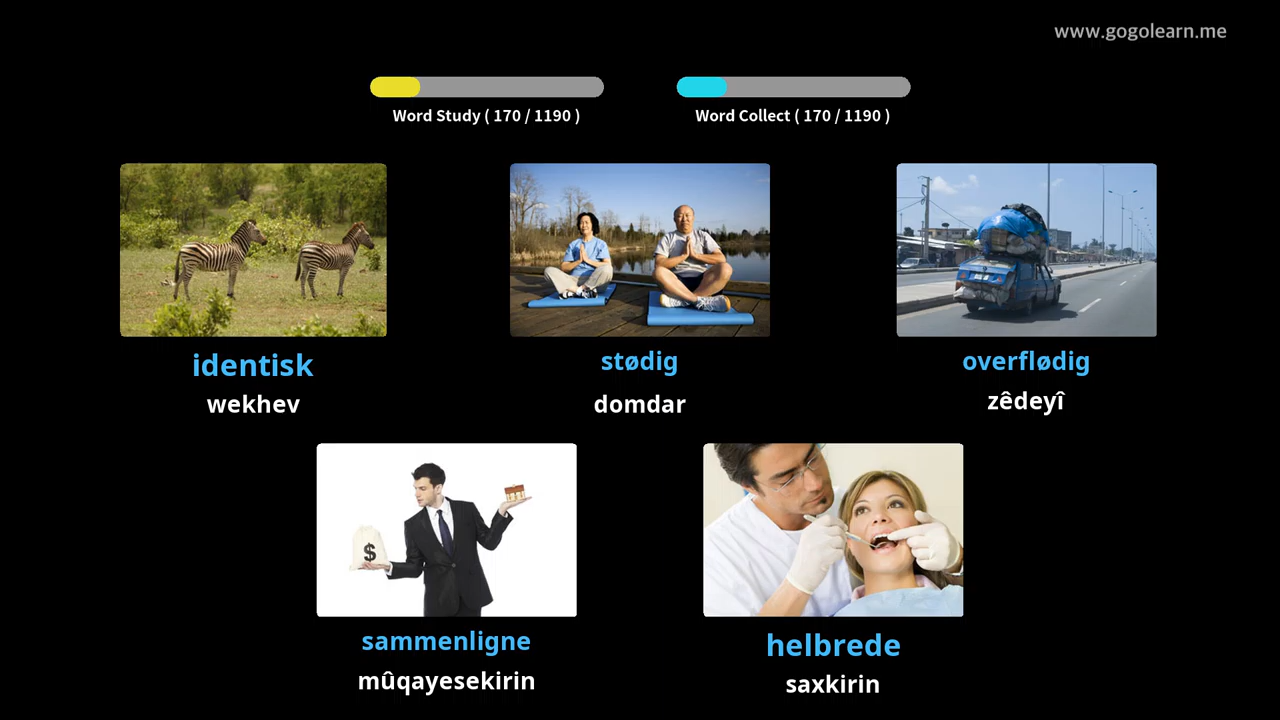 www.gogolearn.me
Word Study ( 170 / 1190 )
Word Collect ( 170 / 1190 )
identisk
wekhev
stødig
domdar
overflødig
zêdeyî
$
sammenligne
mûqayesekirin
helbrede
saxkirin